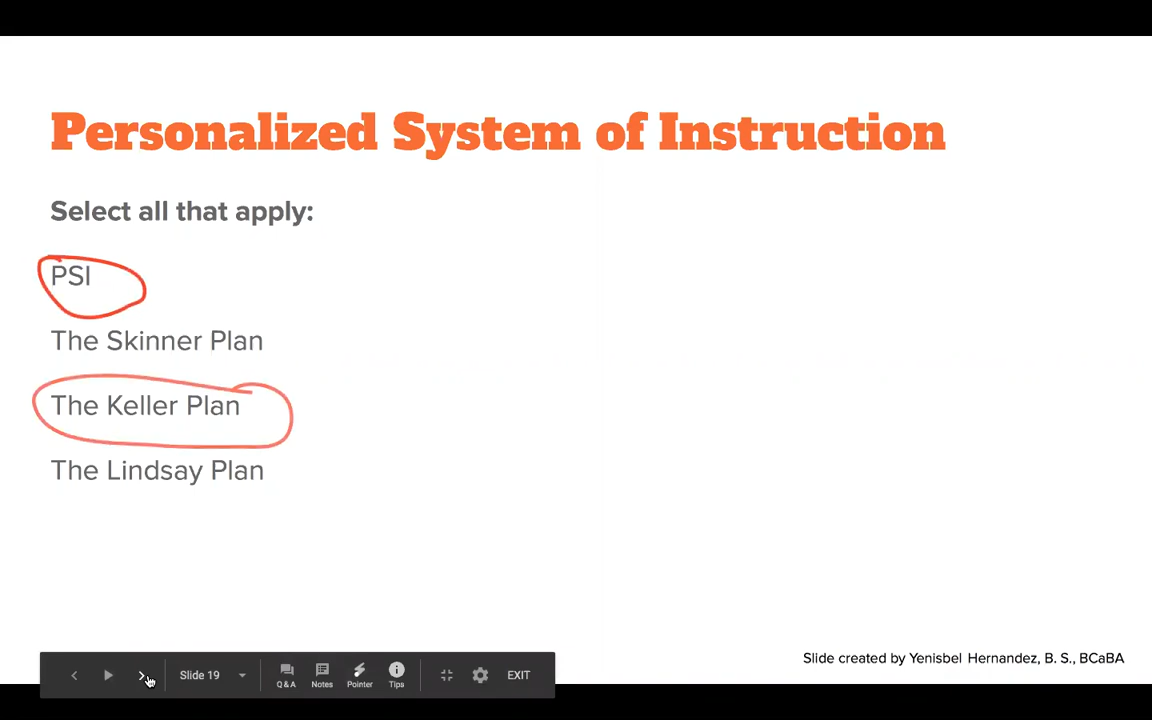 Personalized System of Instruction
Select all that apply:
PSI
The Skinner Plan
The Keller Plan
The Lindsay Plan
Slide created by Yenisbel Hernandez, B. S., BCaBA
Slide 19
Q & A
Notes
Pointer
Tips
EXIT